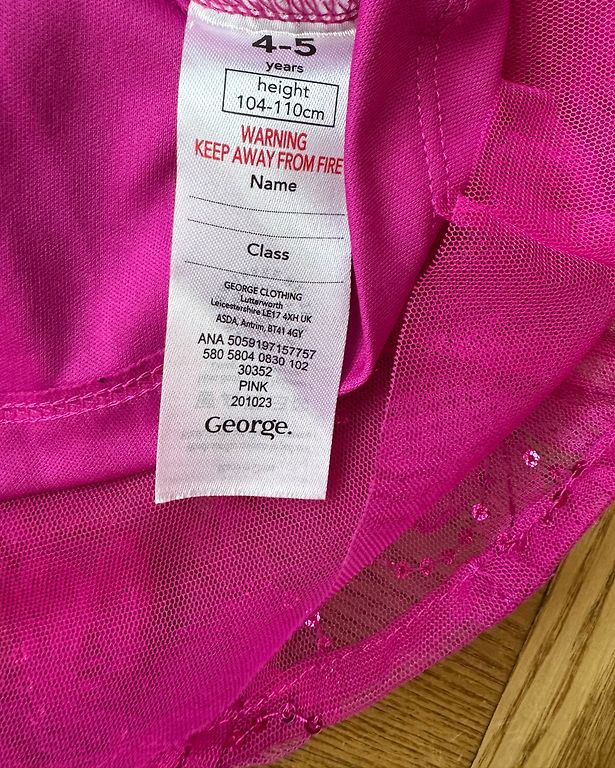 4-5
years
height
104-110cm
WARNING
KEEP AWAY FROM FIRE
Name
Class
GEORGE CLOTHING
Lutterworth
Leicestershire LE17 4XH UK
ASDA, Antrim, BT41 4GY
ANA 5059197157757
580 5804 0830 102
30352
PINK
201023
George.